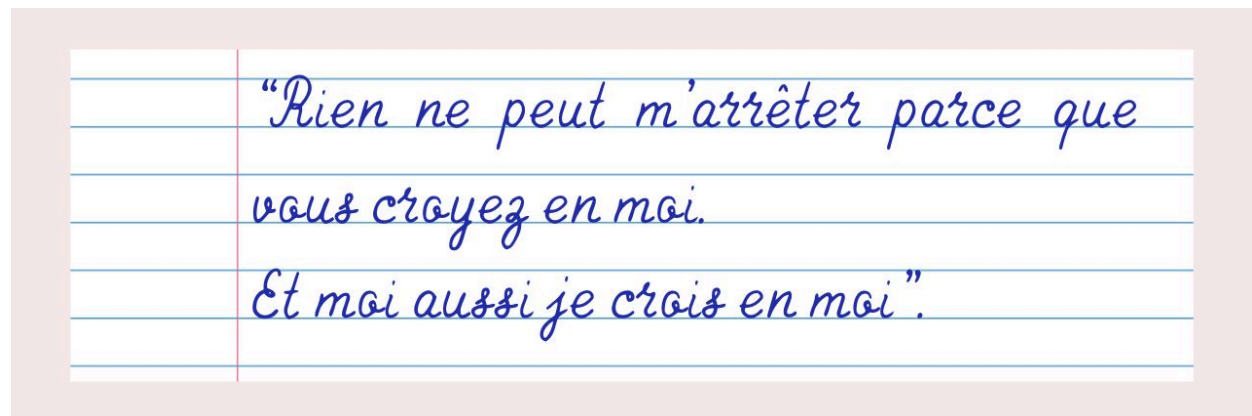 “Rien ne peut m’arrêter parce que
vous croyez en moi.
Et moi aussi je crois en moi”.